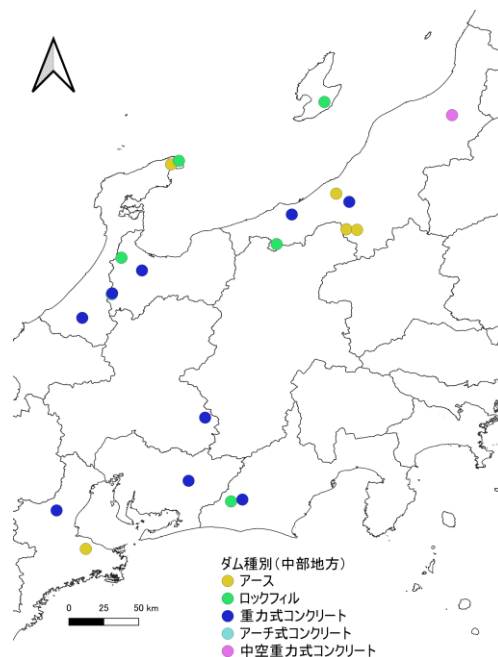 ダム種別(中部地方)
アース
ロックフィル
重力式コンクリート
アーチ式コンクリート
中空重力式コンクリート
0 25 50 km